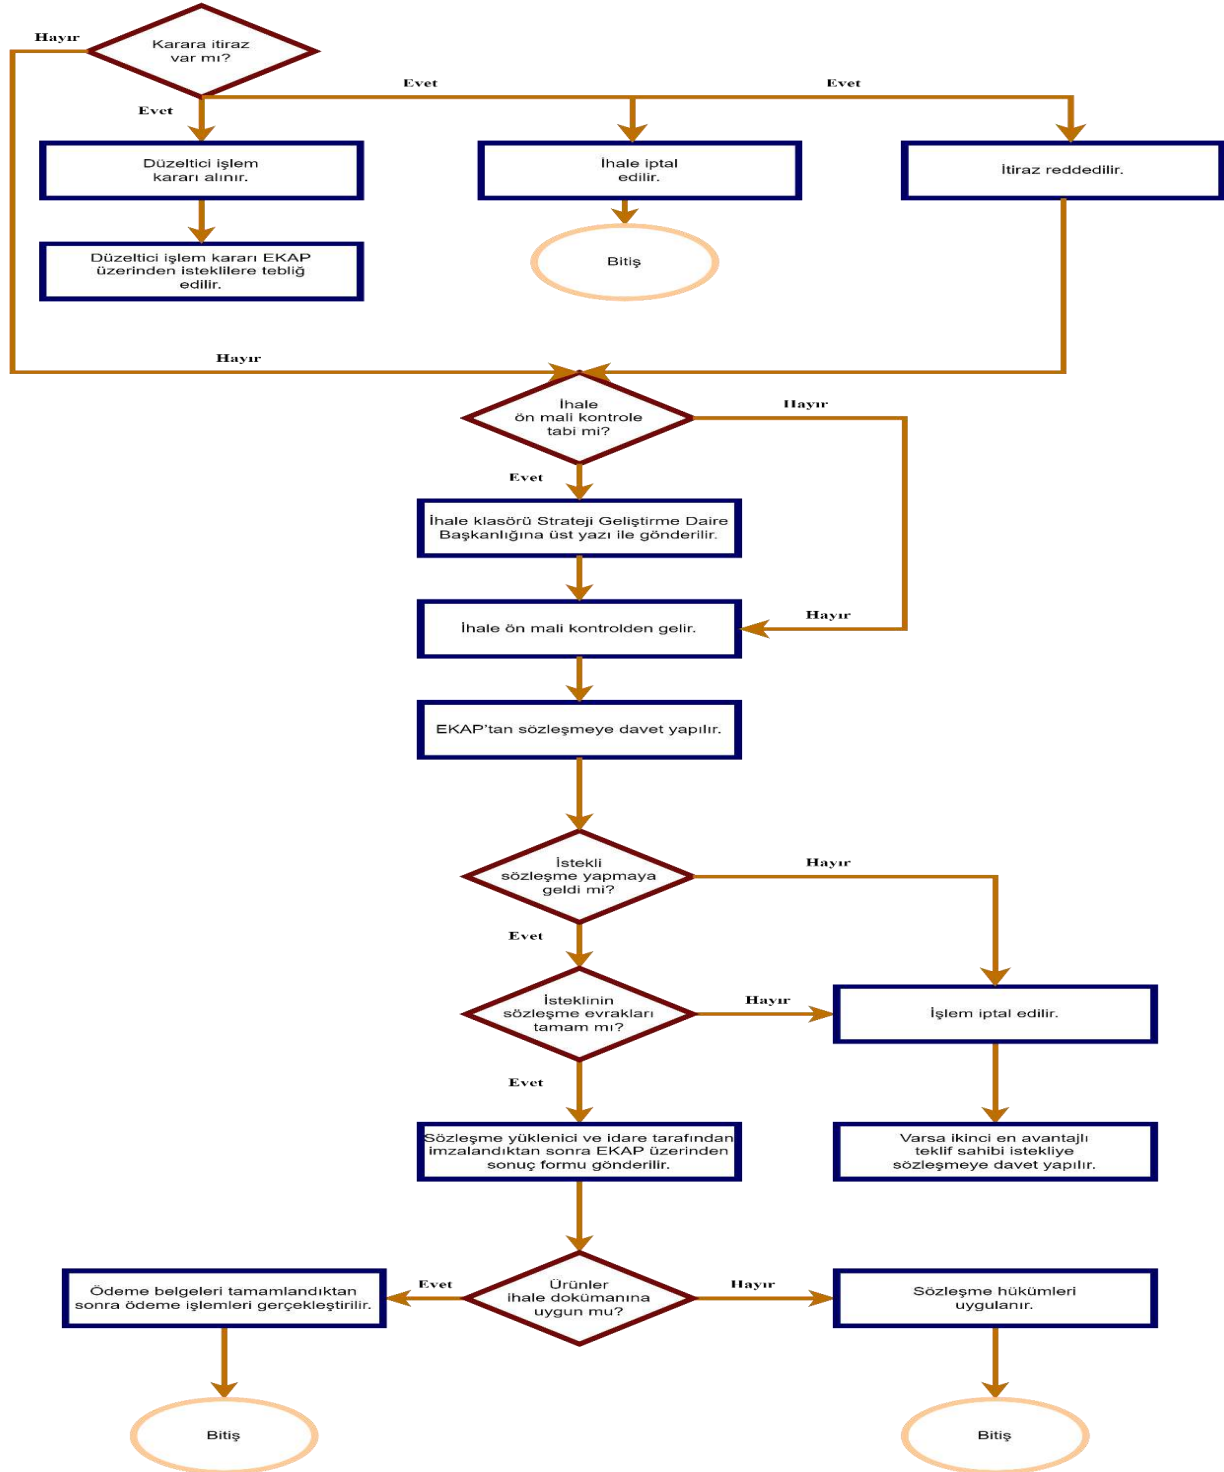 Hayır
Karara itiraz
var mı?
Evet
Evet
Evet
Düzeltici işlem
kararı alınır.
İhale iptal
edilir.
İtiraz reddedilir.
Düzeltici işlem kararı EKAP
üzerinden isteklilere tebliğ
edilir.
Bitiş
Hayır
İhale
ön mali kontrole
tabi mi?
Hayır
Evet
İhale klasörü Strateji Geliştirme Daire
Başkanlığına üst yazı ile gönderilir.
İhale ön mali kontrolden gelir.
Hayır
EKAP'tan sözleşmeye davet yapılır.
İstekli
sözleşme yapmaya
geldi mi?
Hayır
Evet
İsteklinin
sözleşme evrakları
tamam mı?
Hayır
İşlem iptal edilir.
Evet
Sözleşme yüklenici ve idare tarafından
imzalandıktan sonra EKAP üzerinden
sonuç formu gönderilir.
Varsa ikinci en avantajlı
teklif sahibi istekliye
sözleşmeye davet yapılır.
Ödeme belgeleri tamamlandıktan
sonra ödeme işlemleri gerçekleştirilir.
Evet
Ürünler
ihale dokümanına
uygun mu?
Hayır
Sözleşme hükümleri
uygulanır.
Bitiş
Bitiş